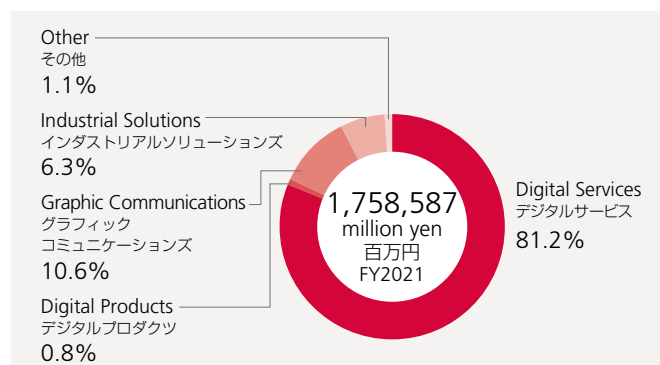 Other
その他
1.1%
Industrial Solutions
インダストリアルソリューションズ
6.3%
Graphic Communications
グラフィック
コミュニケーションズ
10.6%
Digital Products
デジタルプロダクツ
0.8%
1,758,587
million yen
百万円
FY2021
Digital Services
デジタルサービス
81.2%